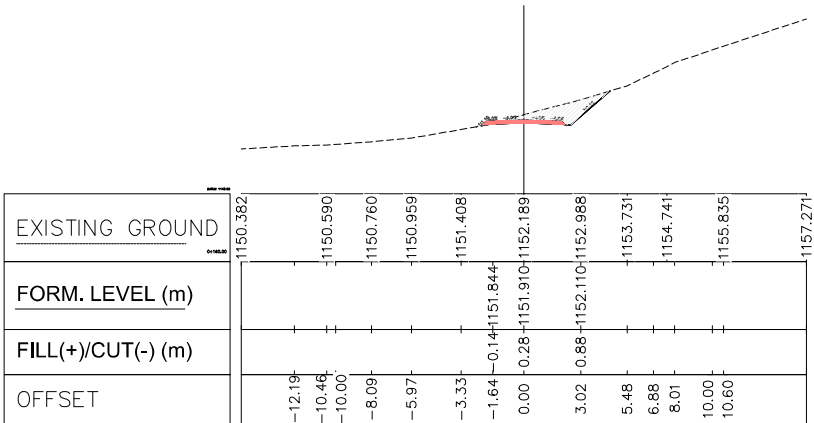 EXISTING GROUND 1150.382 1150.590 1150.760 1150.959 1151.408 1152.189 1152.988 1153.731 1154.741 1155.835 1157.271
FORM. LEVEL (m) 1151.844 1151.910 1152.110
FILL(+)/CUT(-) (m) -0.14 0.28 0.88
OFFSET -12.19 -10.46 -10.00 -8.09 -5.97 -3.33 -1.64 0.00 3.02 5.48 6.88 8.01 10.00 10.60